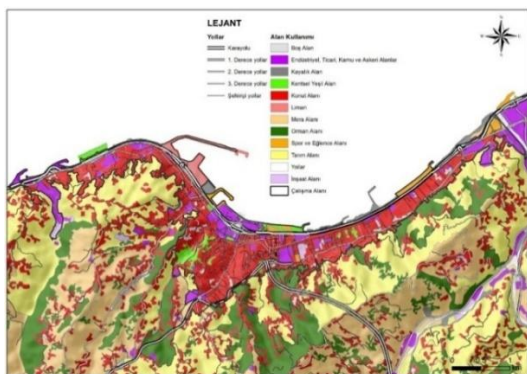 LEJANT
Yollar
Karayolu
1. Derece yollar
2. Derece yollar
3. Derece yollar
Şehiriçi yollar
Alan Kullanımı
Boş Alan
Endüstriyel, Ticari, Kamu ve Askeri Alanlar
Kayalık Alan
Kentsel Yeşil Alan
Konut Alanı
Liman
Mera Alanı
Orman Alanı
Spor ve Eğlence Alanı
Tarım Alanı
Yollar
İnşaat Alanı
Çalışma Alanı